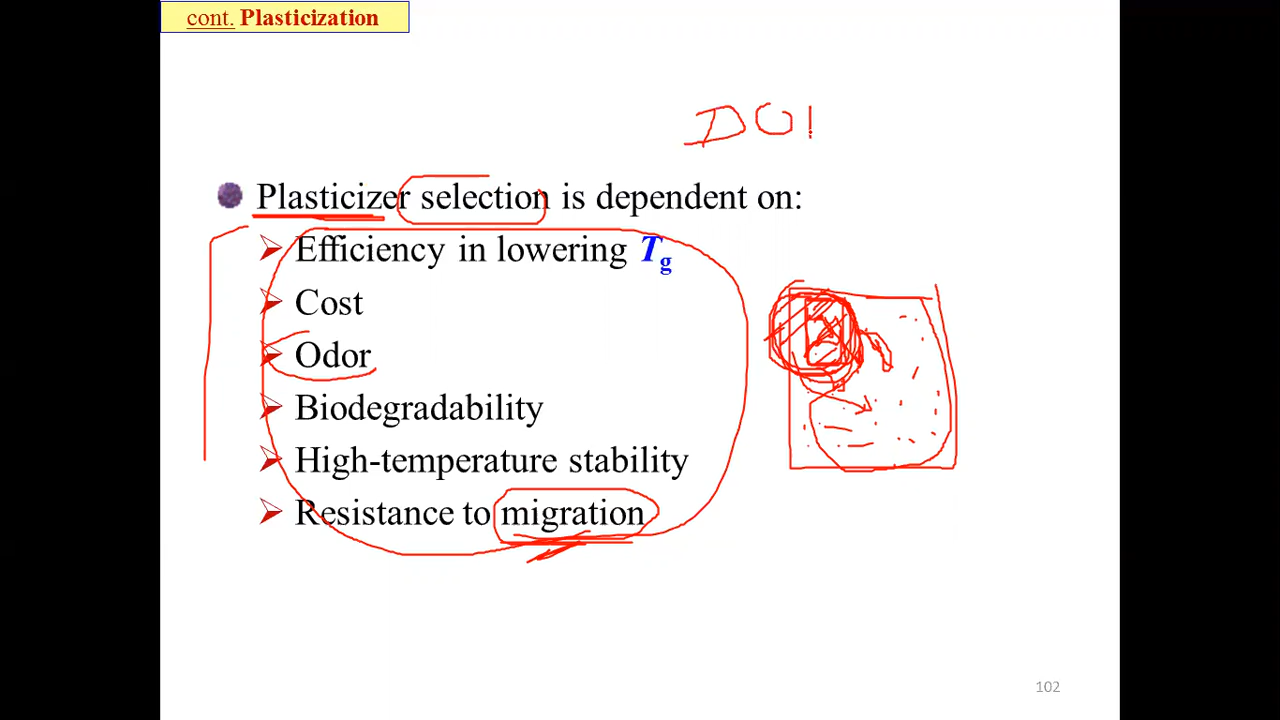 cont. Plasticization
DOI
Plasticizer selection is dependent on:
Efficiency in lowering Tg
Cost
Odor
Biodegradability
High-temperature stability
Resistance to migration
102